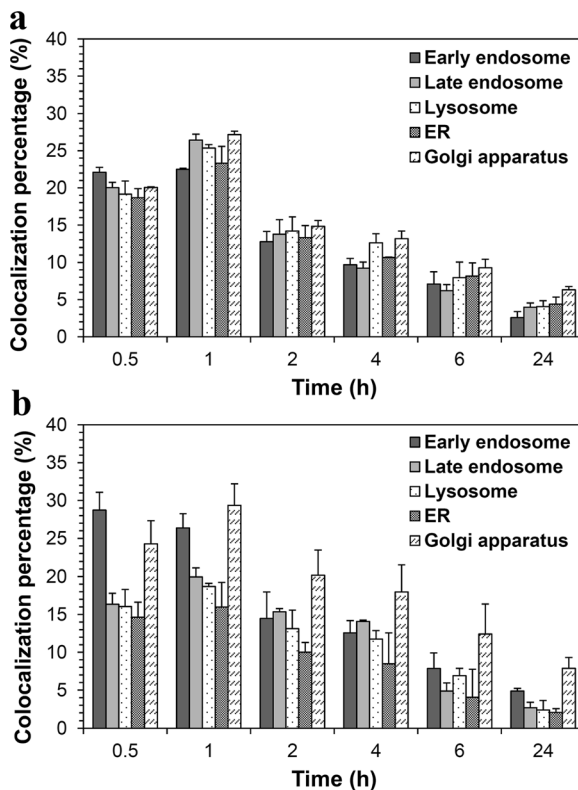 a
Colocalization percentage (%)
40
35
30
25
20
15
10
5
0
Early endosome
Late endosome
Lysosome
ER
Golgi apparatus
0.5 1 2 4 6 24
Time (h)
b
Colocalization percentage (%)
40
35
30
25
20
15
10
5
0
Early endosome
Late endosome
Lysosome
ER
Golgi apparatus
0.5 1 2 4 6 24
Time (h)